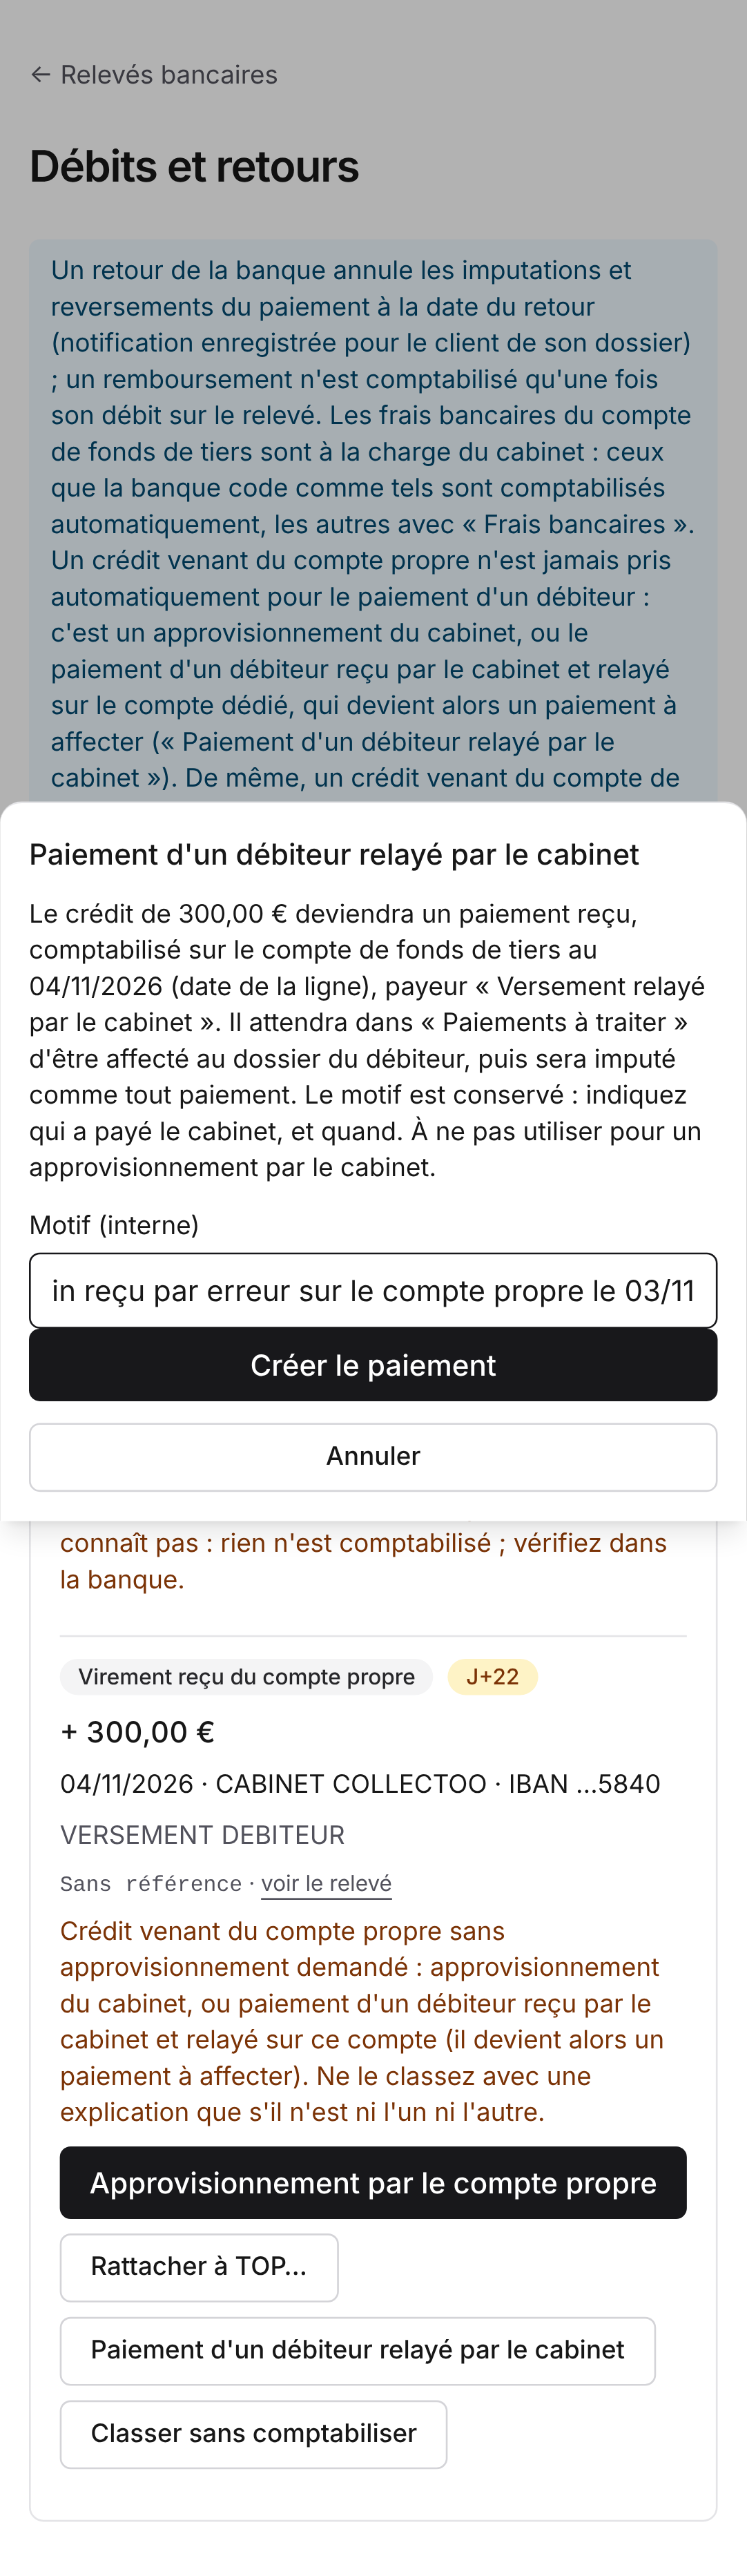 ← Relevés bancaires
Débits et retours
Un retour de la banque annule les imputations et
reversements du paiement à la date du retour
(notification enregistrée pour le client de son dossier)
; un remboursement n'est comptabilisé qu'une fois
son débit sur le relevé. Les frais bancaires du compte
de fonds de tiers sont à la charge du cabinet : ceux
que la banque code comme tels sont comptabilisés
automatiquement, les autres avec « Frais bancaires ».
Un crédit venant du compte propre n'est jamais pris
automatiquement pour le paiement d'un débiteur :
c'est un approvisionnement du cabinet, ou le
paiement d'un débiteur reçu par le cabinet et relayé
sur le compte dédié, qui devient alors un paiement à
affecter (« Paiement d'un débiteur relayé par le
cabinet »). De même, un crédit venant du compte de
Paiement d'un débiteur relayé par le cabinet
Le crédit de 300,00 € deviendra un paiement reçu,
comptabilisé sur le compte de fonds de tiers au
04/11/2026 (date de la ligne), payeur « Versement relayé
par le cabinet ». Il attendra dans « Paiements à traiter »
d'être affecté au dossier du débiteur, puis sera imputé
comme tout paiement. Le motif est conservé : indiquez
qui a payé le cabinet, et quand. À ne pas utiliser pour un
approvisionnement par le cabinet.
Motif (interne)
in reçu par erreur sur le compte propre le 03/11
Créer le paiement
Annuler
connaît pas : rien n'est comptabilisé ; vérifiez dans
la banque.
Virement reçu du compte propre J+22
+ 300,00 €
04/11/2026 · CABINET COLLECTOO · IBAN …5840
VERSEMENT DEBITEUR
Sans référence · voir le relevé
Crédit venant du compte propre sans
approvisionnement demandé : approvisionnement
du cabinet, ou paiement d'un débiteur reçu par le
cabinet et relayé sur ce compte (il devient alors un
paiement à affecter). Ne le classez avec une
explication que s'il n'est ni l'un ni l'autre.
Approvisionnement par le compte propre
Rattacher à TOP…
Paiement d'un débiteur relayé par le cabinet
Classer sans comptabiliser